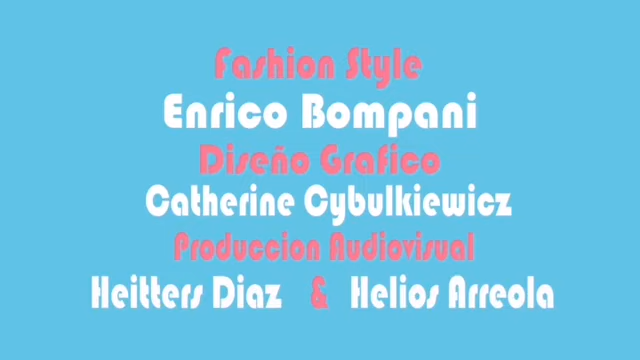 Fashion Style
Enrico Bompani
Diseño Grafico
Catherine Cybulkiewicz
Produccion Audiovisual
Heitters Diaz & Helios Arreola